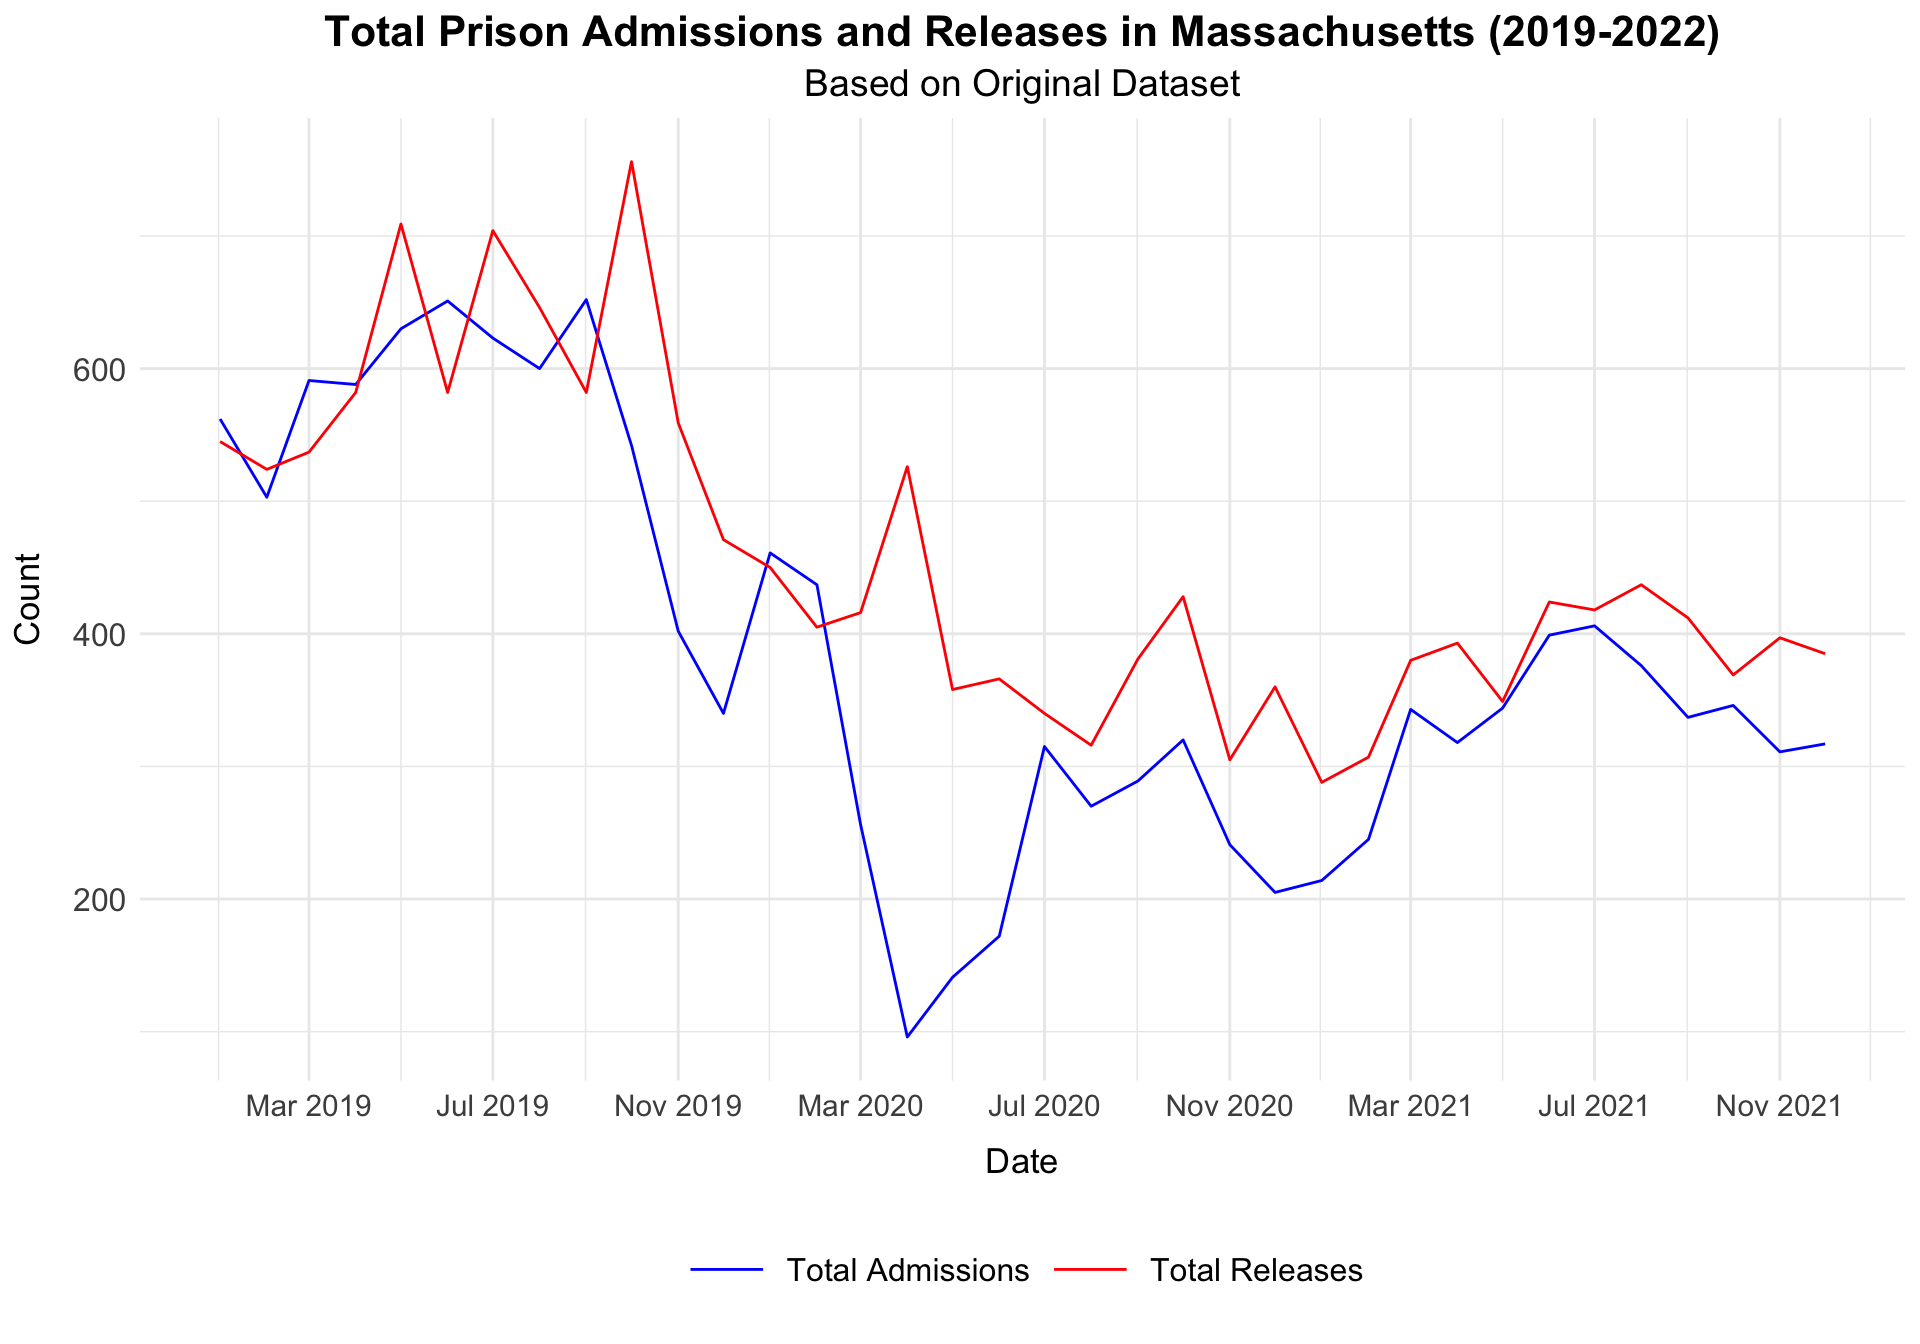 Total Prison Admissions and Releases in Massachusetts (2019-2022)
Based on Original Dataset
600
400
200
Count
Mar 2019 Jul 2019 Nov 2019 Mar 2020 Jul 2020 Nov 2020 Mar 2021 Jul 2021 Nov 2021
Date
Total Admissions Total Releases